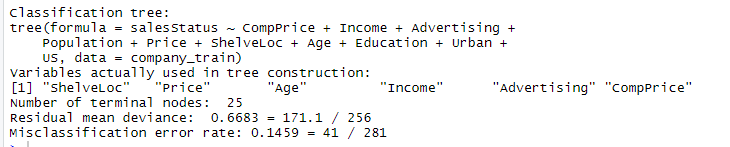 Classification tree:
tree(formula = salesStatus ~ CompPrice + Income + Advertising +
    Population + Price + ShelveLoc + Age + Education + Urban +
    US, data = company_train)
Variables actually used in tree construction:
[1] "ShelveLoc"   "Price"       "Age"         "Income"      "Advertising" "CompPrice"
Number of terminal nodes:  25
Residual mean deviance:  0.6683 = 171.1 / 256
Misclassification error rate: 0.1459 = 41 / 281